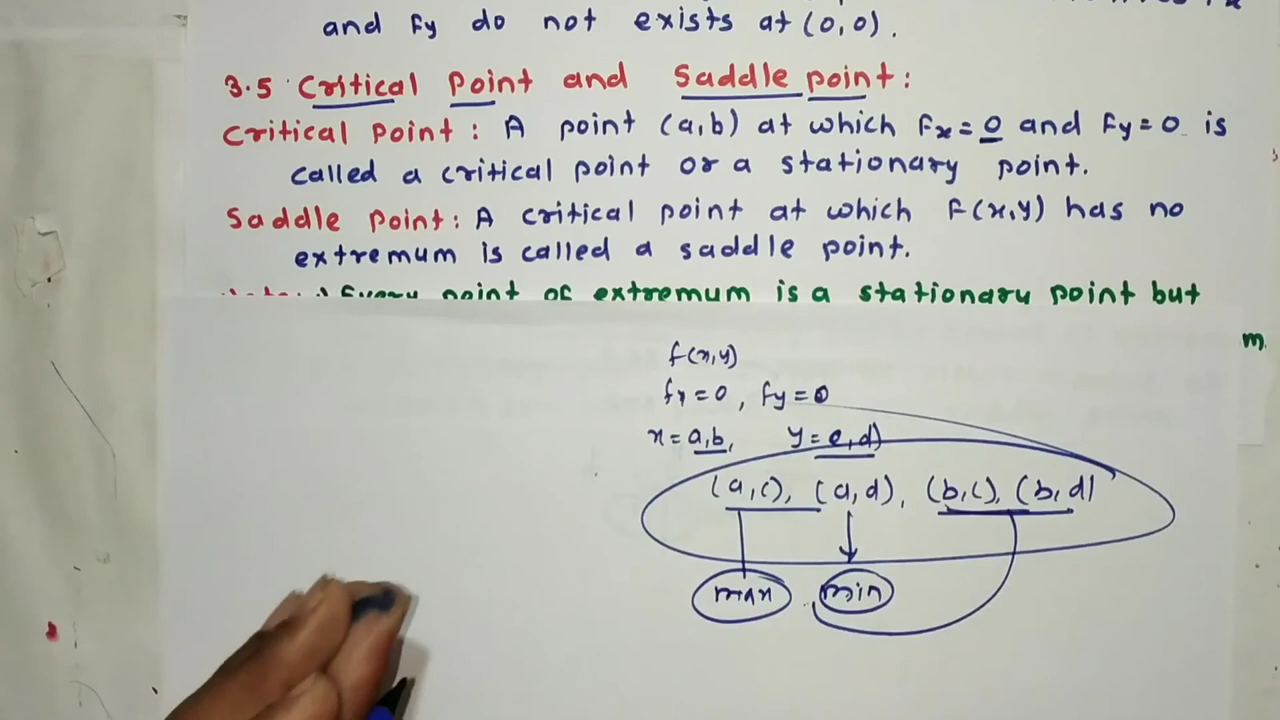 and fy do not exists at (0,0).
3.5 Critical Point and Saddle point:
Critical Point: A point (a,b) at which fx=0 and fy=0 is
called a critical point or a stationary point.
Saddle Point: A critical point at which f(x,y) has no
extremum is called a saddle point.
Every point of extremum is a stationary point but
m.
f(x,y)
fx=0, fy=0
x=a,b, y=c,d)
(a,c), (a,d), (b,c), (b,d)
max min